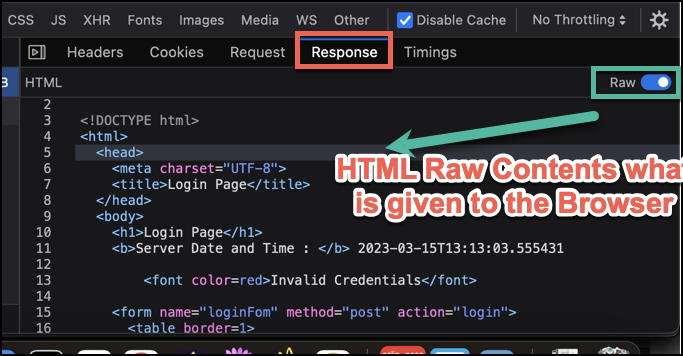 CSS JS XHR Fonts Images Media WS Other Disable Cache No Throttling
Headers Cookies Request Response Timings
B HTML Raw
2
3 <!DOCTYPE html>
4 <html>
5 <head>
6 <meta charset="UTF-8">
7 <title>Login Page</title>
8 </head>
9 <body>
10 <h1>Login Page</h1>
11 <b>Server Date and Time : </b> 2023-03-15T13:13:03.555431
12
13 <font color=red>Invalid Credentials</font>
14
15 <form name="loginFom" method="post" action="login">
16 <table border=1>
HTML Raw Contents what
is given to the Browser